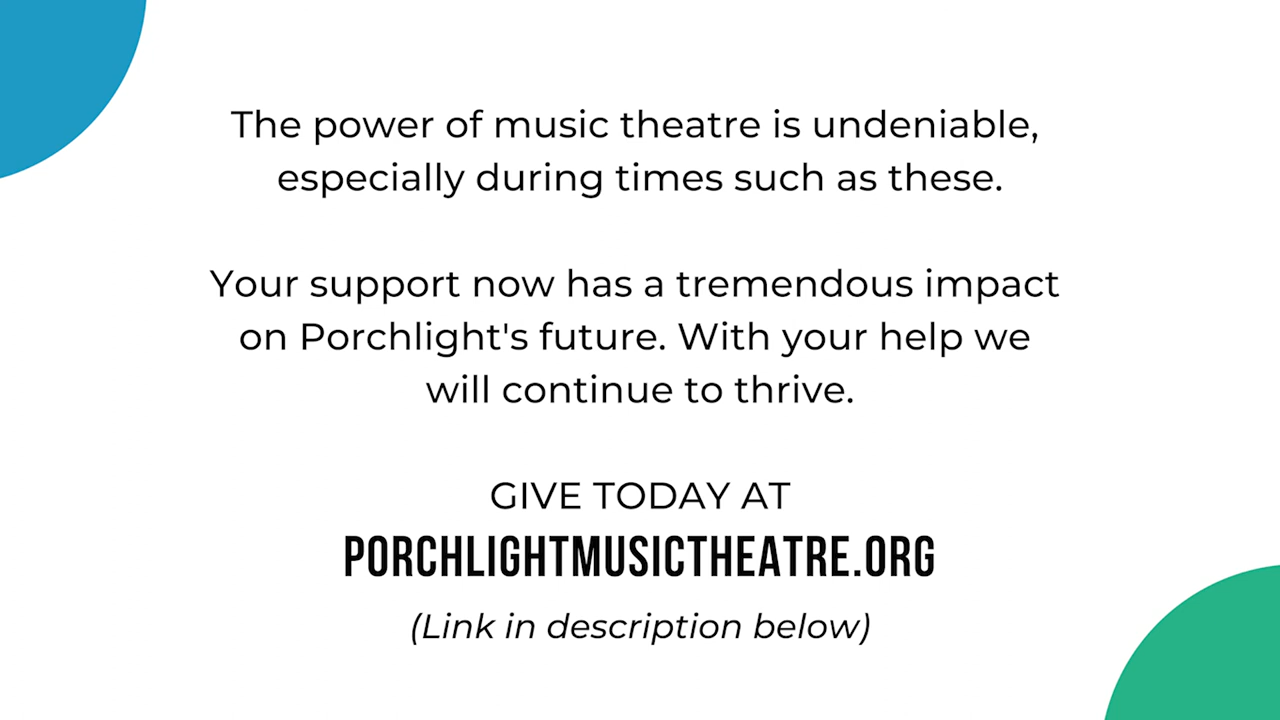 The power of music theatre is undeniable,
especially during times such as these.
Your support now has a tremendous impact
on Porchlight's future. With your help we
will continue to thrive.
GIVE TODAY AT
PORCHLIGHTMUSICTHEATRE.ORG
(Link in description below)